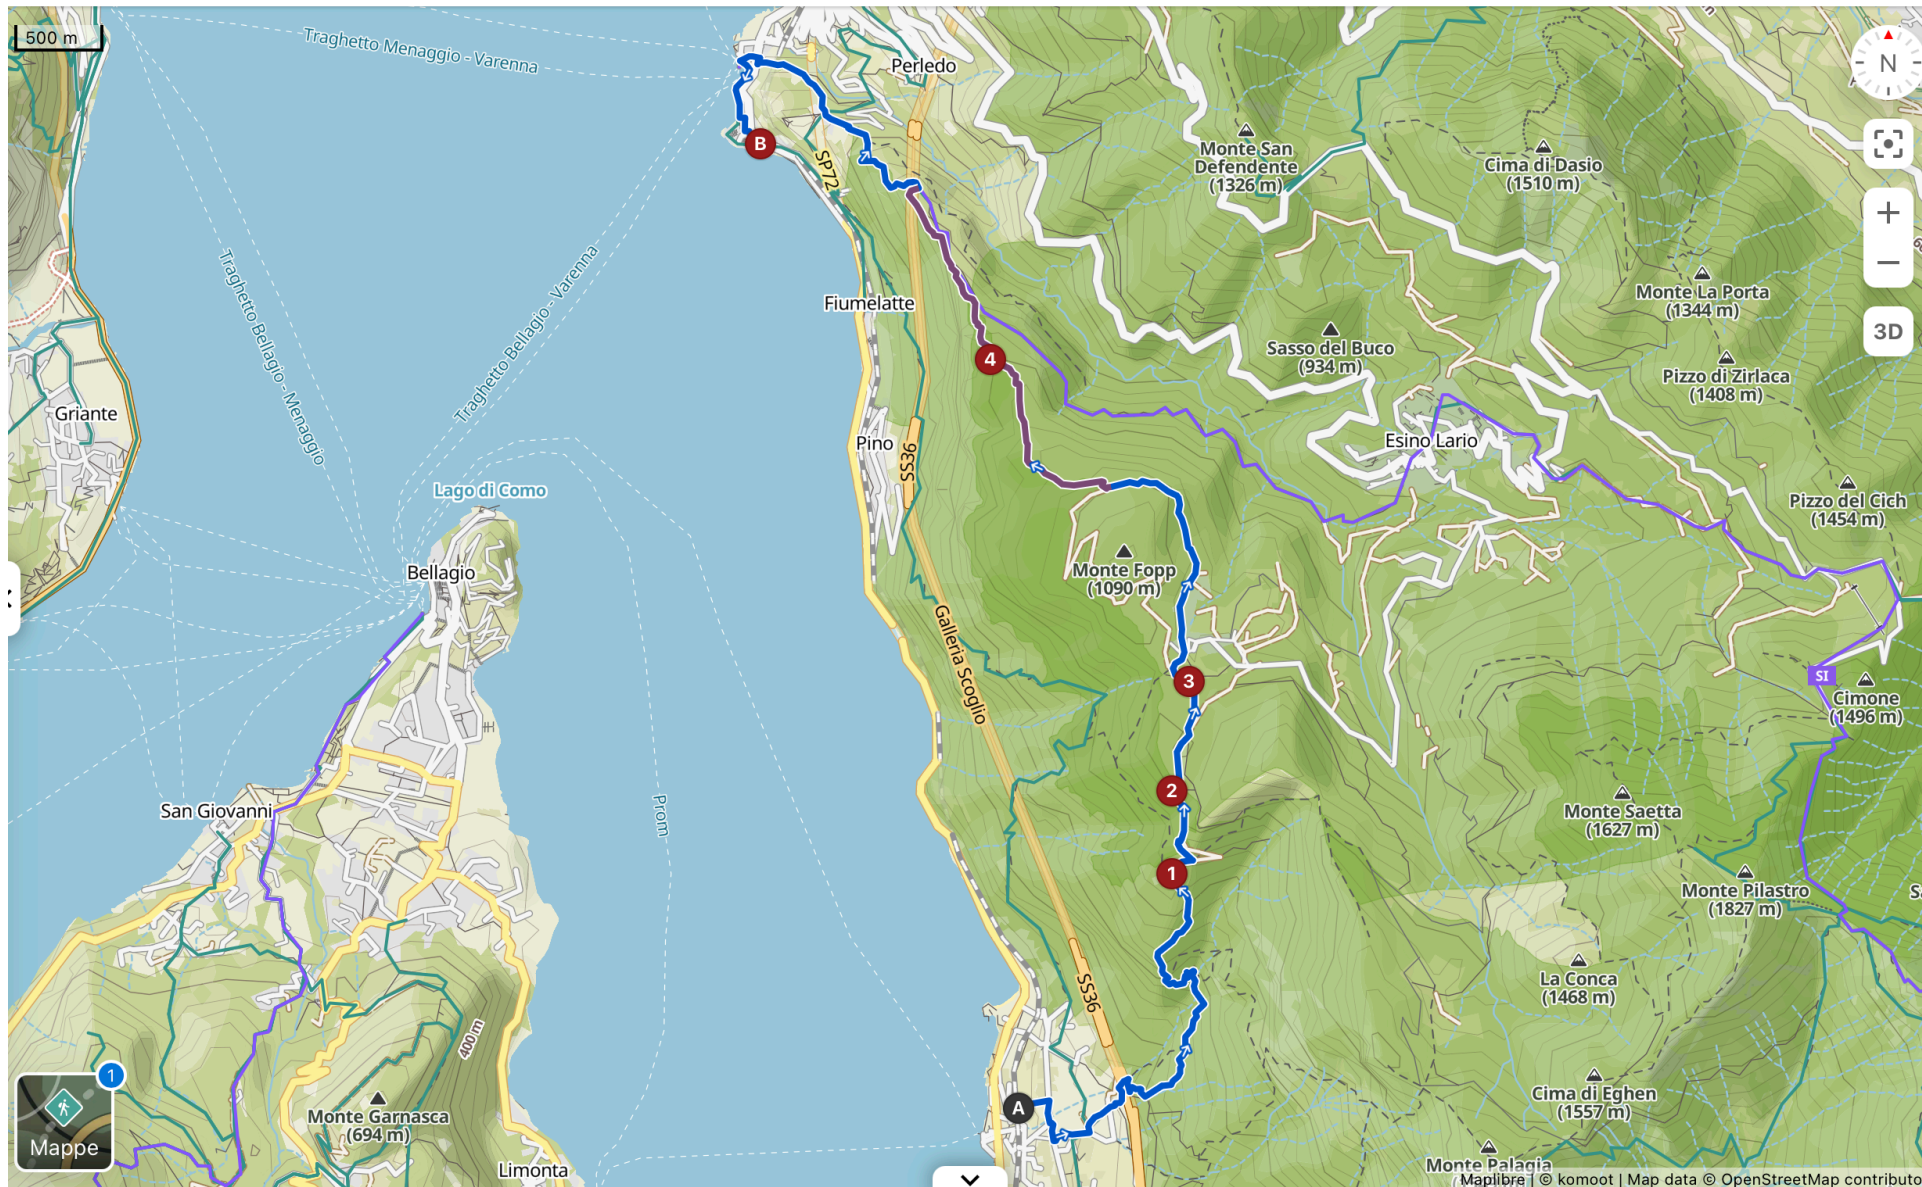 500 m
Traghetto Menaggio - Varenna
Perledo
N
B
SP72
Monte San
Defendente
(1326 m)
Cima di Dasio
(1510 m)
Traghetto Bellagio - Menaggio
Traghetto Bellagio - Varenna
Fiumelatte
Monte La Porta
(1344 m)
3D
4
Sasso del Buco
(934 m)
Pizzo di Zirlaca
(1408 m)
Griante
Pino
SS36
Esino Lario
Lago di Como
Pizzo del Cich
(1454 m)
Bellagio
Monte Fopp
(1090 m)
Galleria Scoglio
3
SI
Cimone
(1496 m)
2
San Giovanni
Prom
Monte Saetta
(1627 m)
1
Monte Pilastro
(1827 m)
La Conca
(1468 m)
SS36
400 m
1
Mappe
A
Monte Garnasca
(694 m)
Cima di Eghen
(1557 m)
Limonta
Monte Palagia
Maplibre | © komoot | Map data © OpenStreetMap contributo